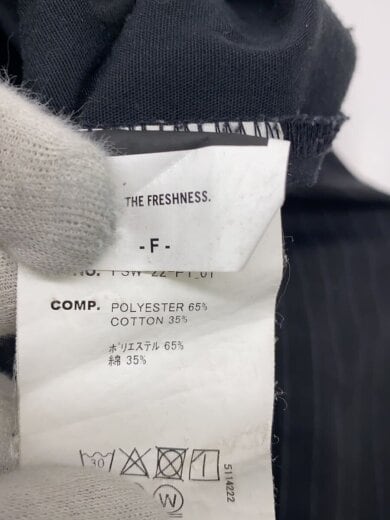 THE FRESHNESS.
- F -
NO. FSW-22-PT_01
COMP. POLYESTER 65%
COTTON 35%
ポリエステル 65%
綿 35%
30
W
5114222